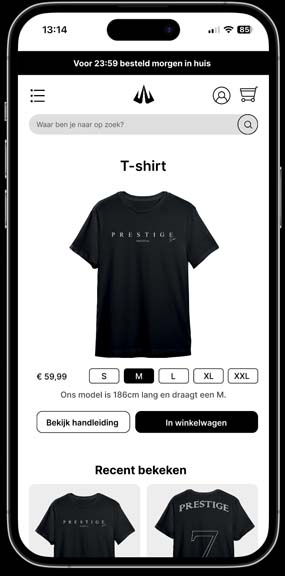 13:14
85
Voor 23:59 besteld morgen in huis
Waar ben je naar op zoek?
T-shirt
PRESTIGE
€ 59,99
S
M
L
XL
XXL
Ons model is 186cm lang en draagt een M.
Bekijk handleiding
In winkelwagen
Recent bekeken
PRESTIGE
PRESTIGE
7